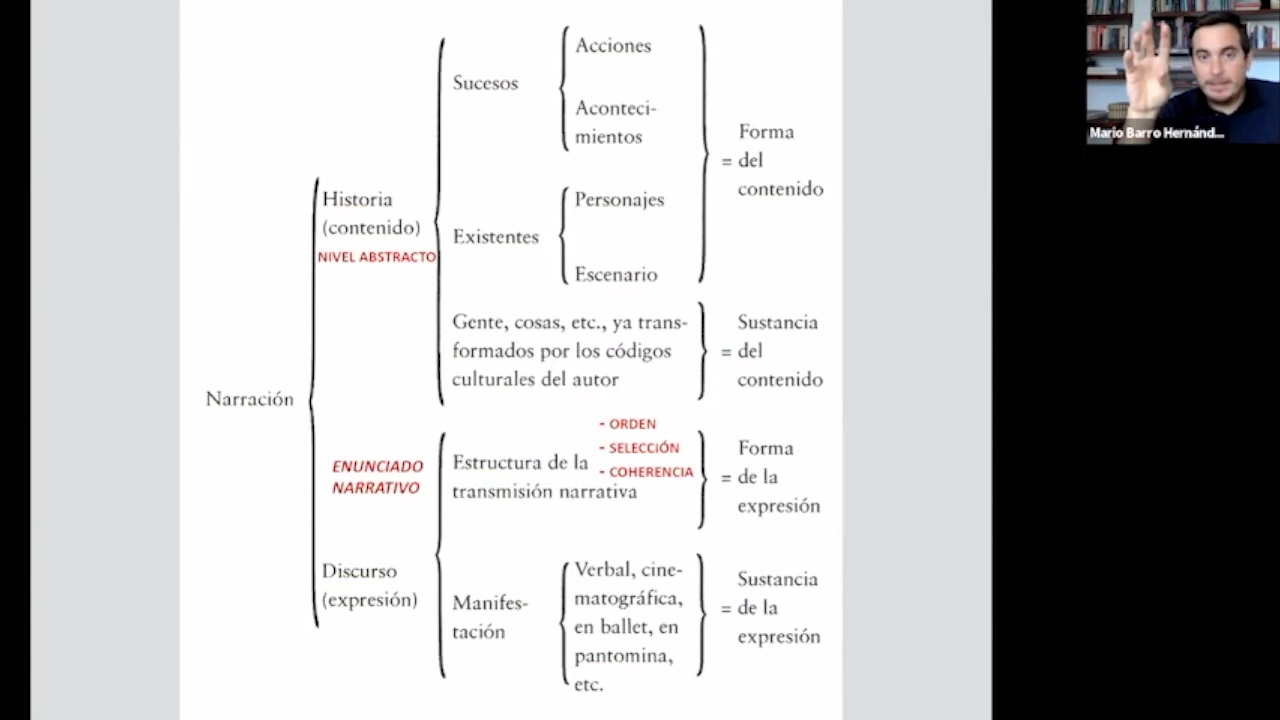 Acciones
Sucesos
Aconteci-
mientos
Forma
= del
contenido
Historia
(contenido)
NIVEL ABSTRACTO
Personajes
Existentes
Escenario
Gente, cosas, etc., ya trans-
formados por los códigos
culturales del autor
Sustancia
= del
contenido
Narración
- ORDEN
- SELECCIÓN
- COHERENCIA
ENUNCIADO
NARRATIVO
Estructura de la
transmisión narrativa
Forma
= de la
expresión
Discurso
(expresión)
Manifes-
tación
Verbal, cine-
matográfica,
en ballet, en
pantomina,
etc.
Sustancia
= de la
expresión
Mario Barro Hernánd...